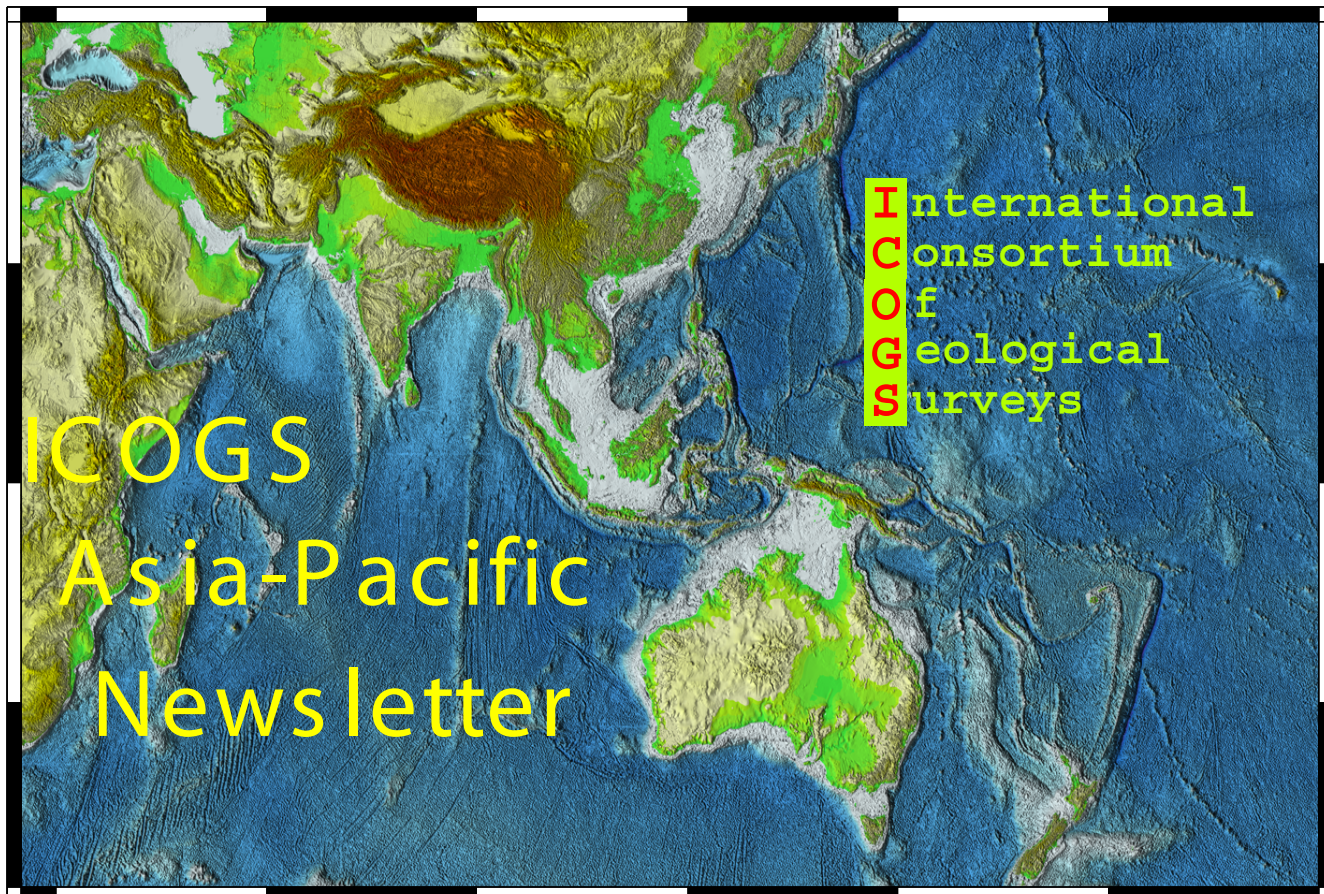 International
Consortium
Of
Geological
Surveys
ICOGS
Asia-Pacific
Newsletter